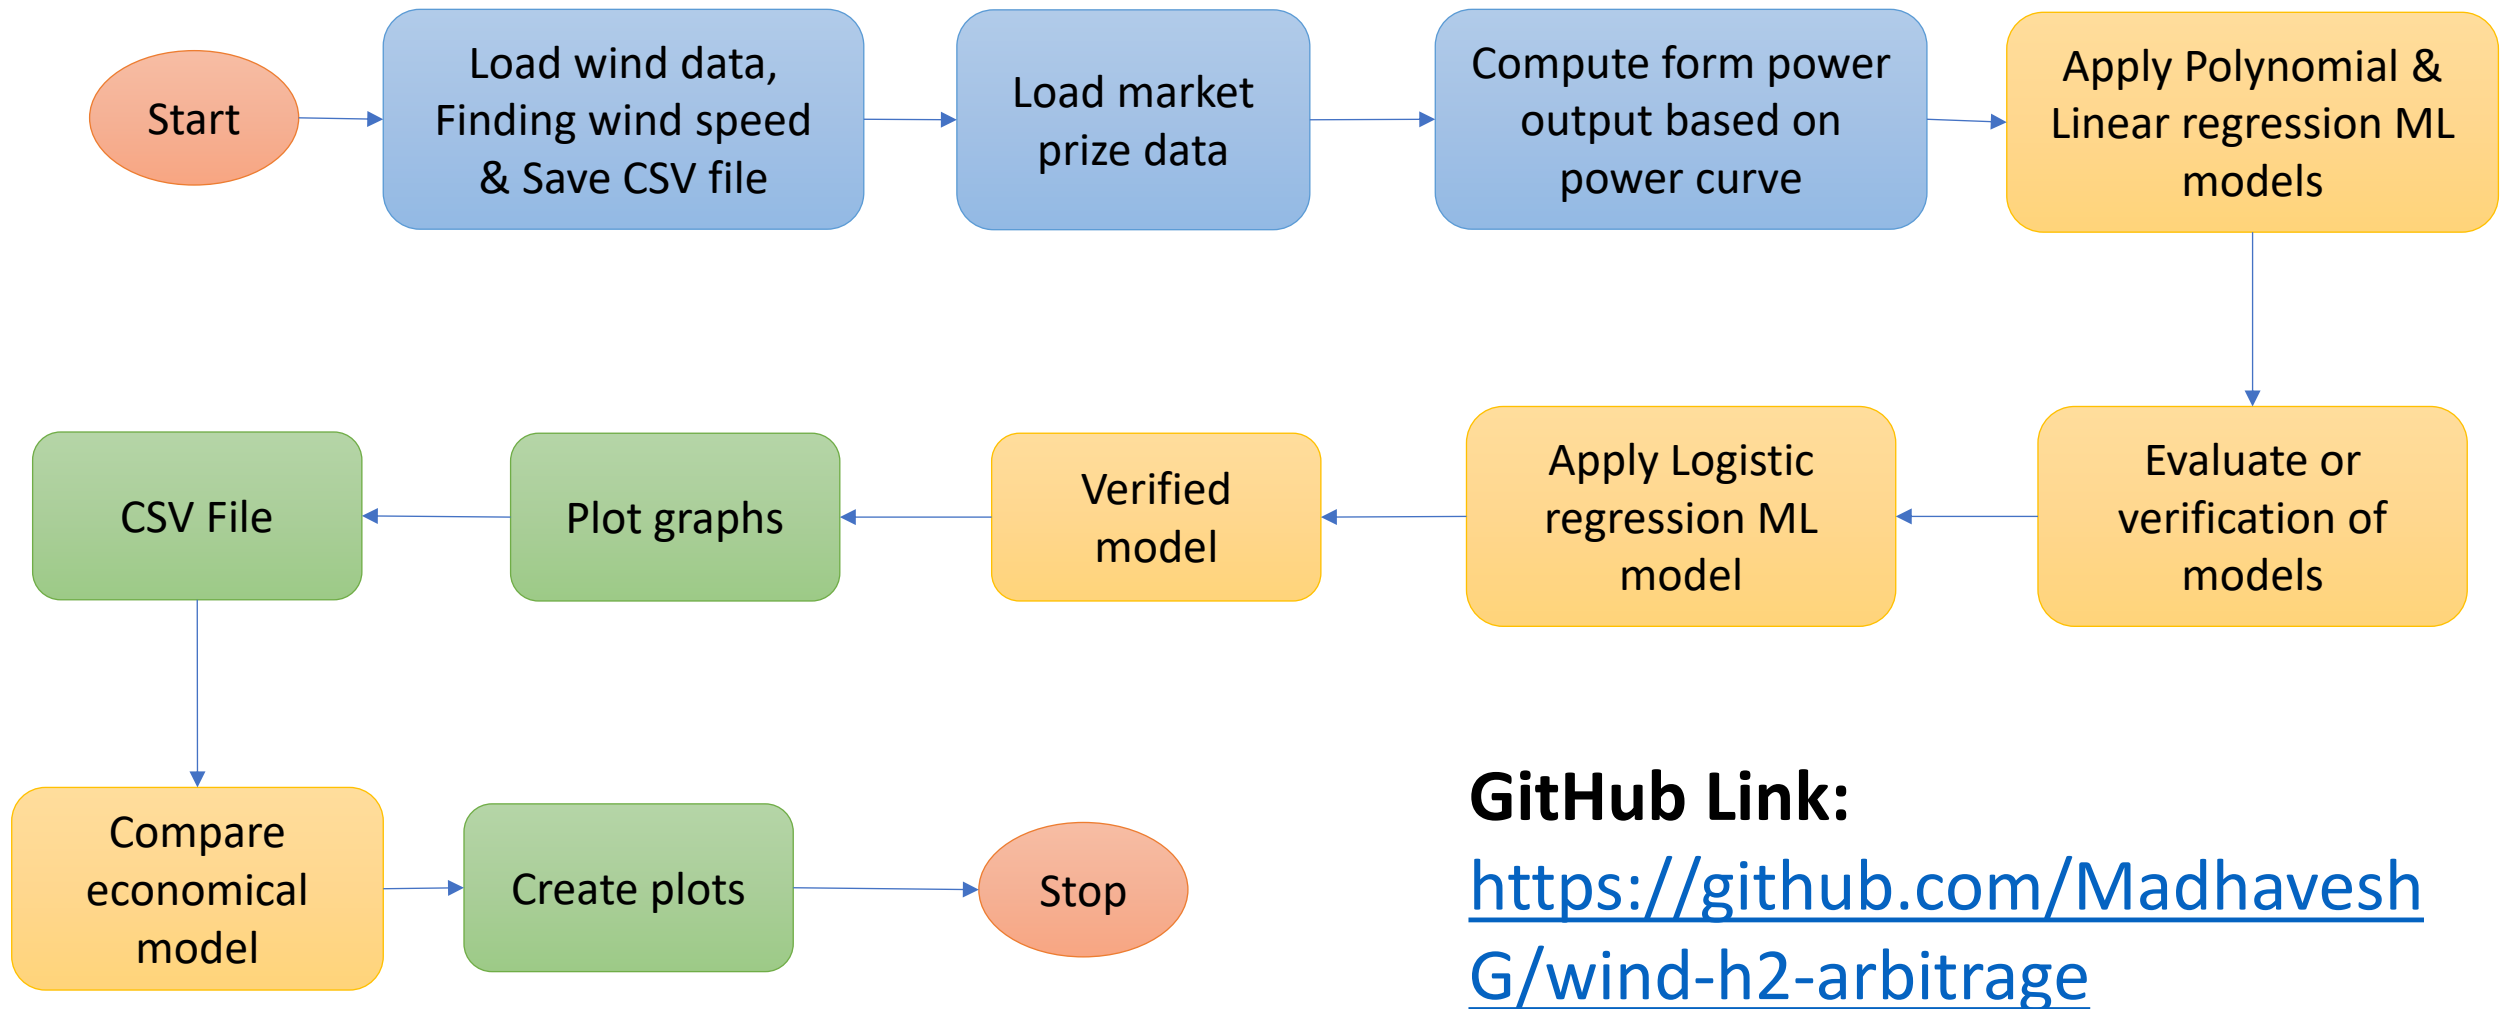 Start
Load wind data,
Finding wind speed
& Save CSV file
Load market
prize data
Compute form power
output based on
power curve
Apply Polynomial &
Linear regression ML
models
Evaluate or
verification of
models
Apply Logistic
regression ML
model
Verified
model
Plot graphs
CSV File
Compare
economical
model
Create plots
Stop
GitHub Link:
https://github.com/Madhavesh
G/wind-h2-arbitrage